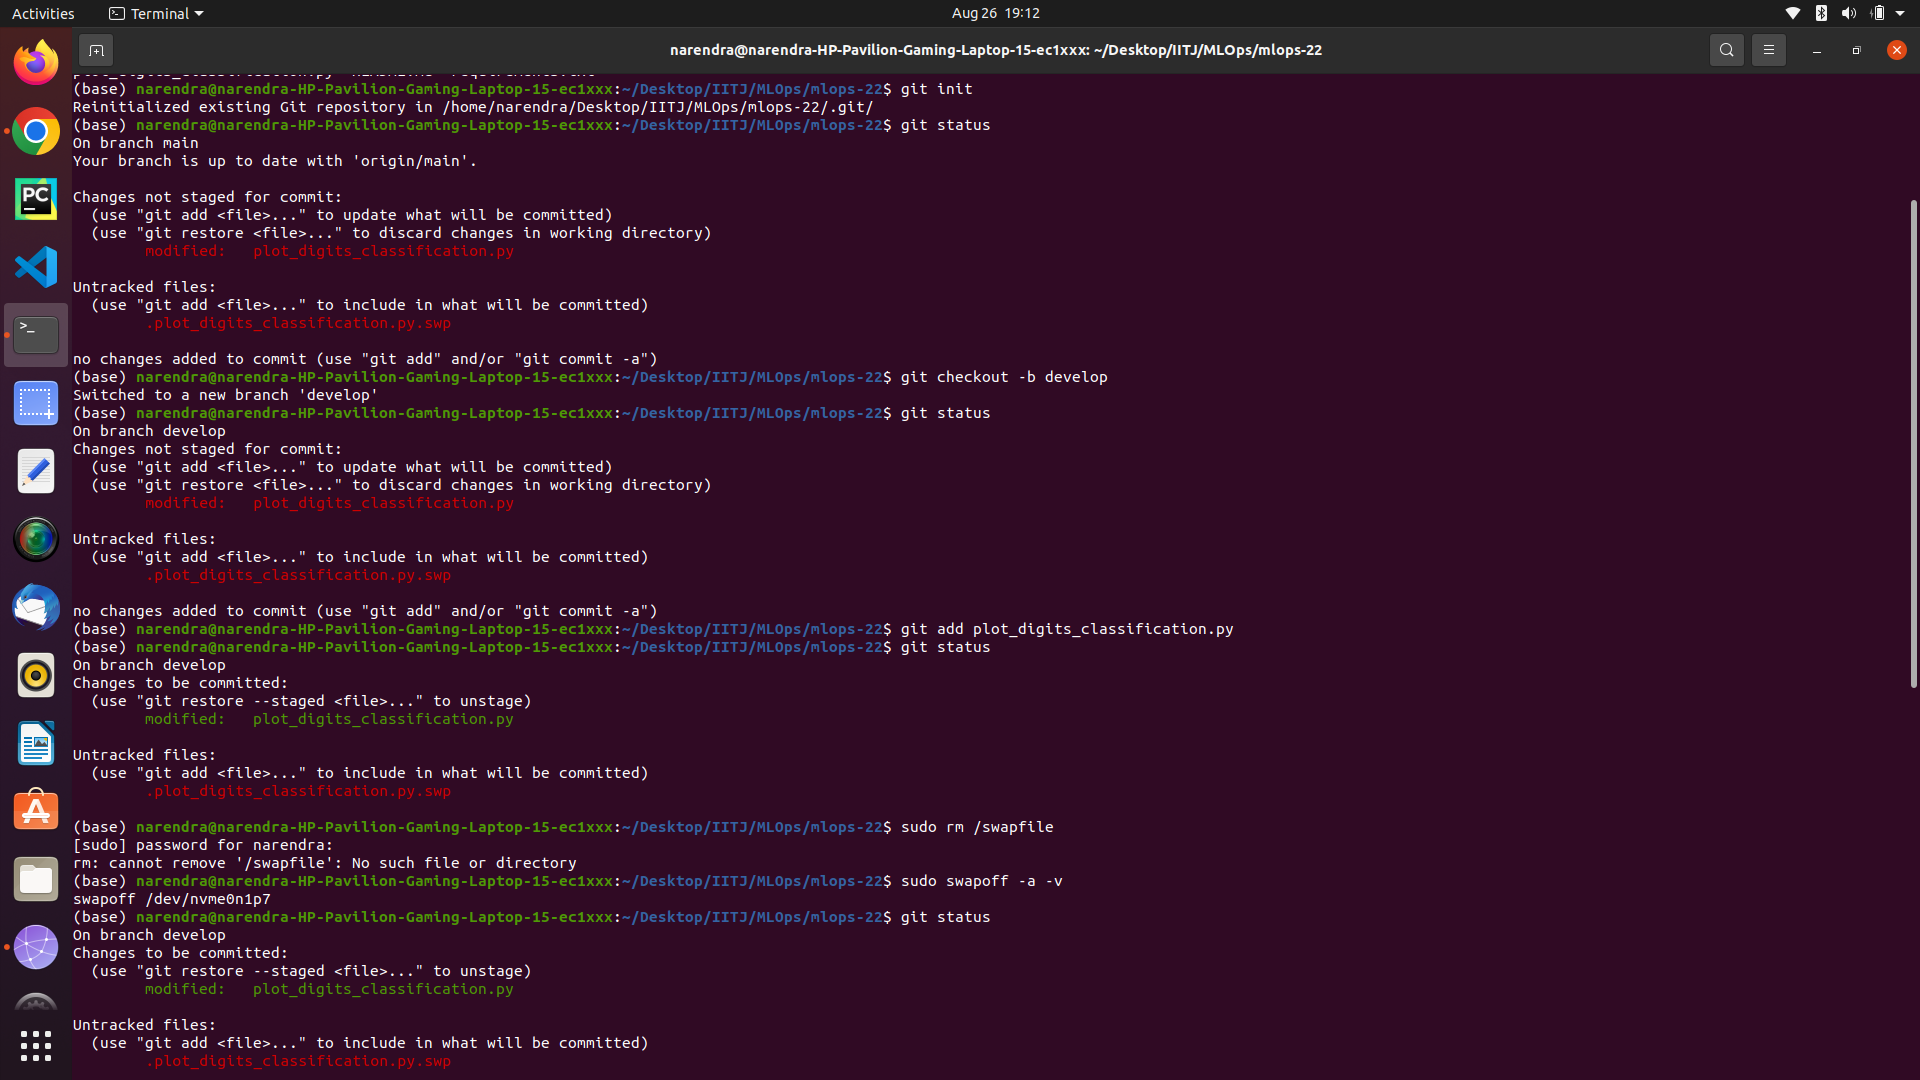 Activities
Terminal
Aug 26 19:12
narendra@narendra-HP-Pavilion-Gaming-Laptop-15-ec1xxx: ~/Desktop/IITJ/MLOps/mlops-22
(base) narendra@narendra-HP-Pavilion-Gaming-Laptop-15-ec1xxx:~/Desktop/IITJ/MLOps/mlops-22$ git init
Reinitialized existing Git repository in /home/narendra/Desktop/IITJ/MLOps/mlops-22/.git/
(base) narendra@narendra-HP-Pavilion-Gaming-Laptop-15-ec1xxx:~/Desktop/IITJ/MLOps/mlops-22$ git status
On branch main
Your branch is up to date with 'origin/main'.
Changes not staged for commit:
(use "git add <file>..." to update what will be committed)
(use "git restore <file>..." to discard changes in working directory)
modified: plot_digits_classification.py
Untracked files:
(use "git add <file>..." to include in what will be committed)
.plot_digits_classification.py.swp
no changes added to commit (use "git add" and/or "git commit -a")
(base) narendra@narendra-HP-Pavilion-Gaming-Laptop-15-ec1xxx:~/Desktop/IITJ/MLOps/mlops-22$ git checkout -b develop
Switched to a new branch 'develop'
(base) narendra@narendra-HP-Pavilion-Gaming-Laptop-15-ec1xxx:~/Desktop/IITJ/MLOps/mlops-22$ git status
On branch develop
Changes not staged for commit:
(use "git add <file>..." to update what will be committed)
(use "git restore <file>..." to discard changes in working directory)
modified: plot_digits_classification.py
Untracked files:
(use "git add <file>..." to include in what will be committed)
.plot_digits_classification.py.swp
no changes added to commit (use "git add" and/or "git commit -a")
(base) narendra@narendra-HP-Pavilion-Gaming-Laptop-15-ec1xxx:~/Desktop/IITJ/MLOps/mlops-22$ git add plot_digits_classification.py
(base) narendra@narendra-HP-Pavilion-Gaming-Laptop-15-ec1xxx:~/Desktop/IITJ/MLOps/mlops-22$ git status
On branch develop
Changes to be committed:
(use "git restore --staged <file>..." to unstage)
modified: plot_digits_classification.py
Untracked files:
(use "git add <file>..." to include in what will be committed)
.plot_digits_classification.py.swp
(base) narendra@narendra-HP-Pavilion-Gaming-Laptop-15-ec1xxx:~/Desktop/IITJ/MLOps/mlops-22$ sudo rm /swapfile
[sudo] password for narendra:
rm: cannot remove '/swapfile': No such file or directory
(base) narendra@narendra-HP-Pavilion-Gaming-Laptop-15-ec1xxx:~/Desktop/IITJ/MLOps/mlops-22$ sudo swapoff -a -v
swapoff /dev/nvme0n1p7
(base) narendra@narendra-HP-Pavilion-Gaming-Laptop-15-ec1xxx:~/Desktop/IITJ/MLOps/mlops-22$ git status
On branch develop
Changes to be committed:
(use "git restore --staged <file>..." to unstage)
modified: plot_digits_classification.py
Untracked files:
(use "git add <file>..." to include in what will be committed)
.plot_digits_classification.py.swp
PC